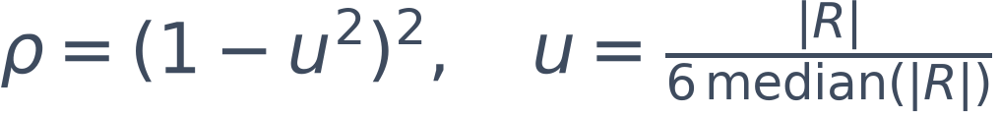 ρ = (1 − u²)², u = |R| / 6 median(|R|)